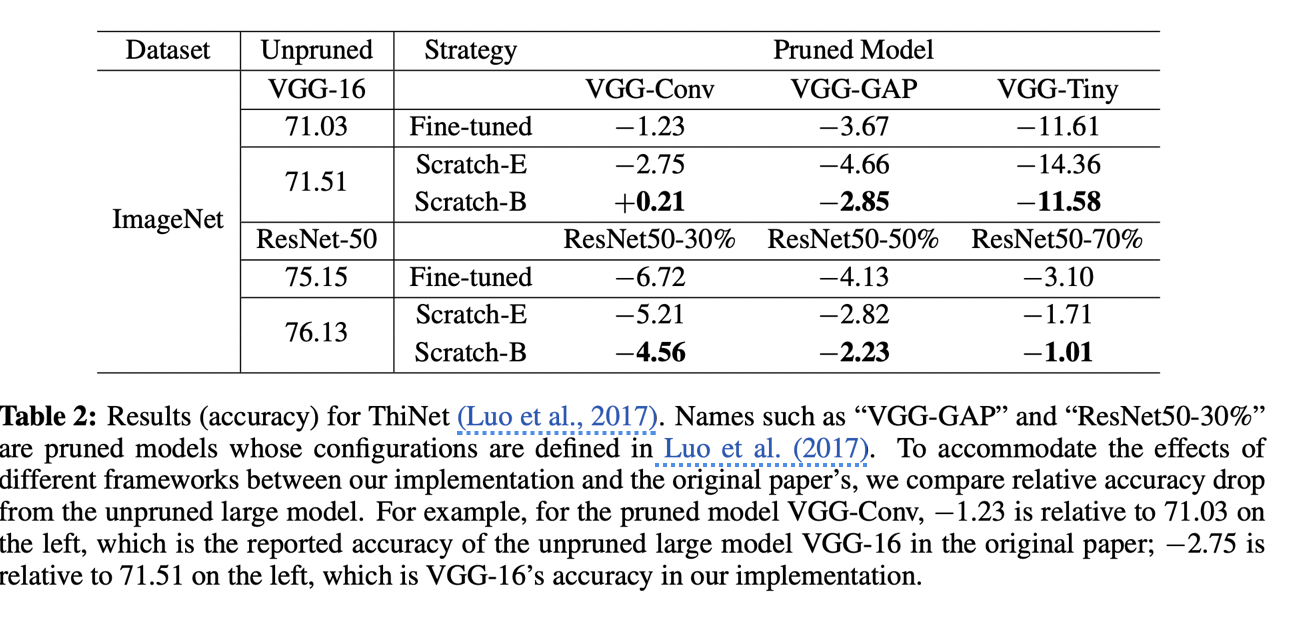 Dataset Unpruned Strategy Pruned Model
VGG-16 VGG-Conv VGG-GAP VGG-Tiny
71.03 Fine-tuned −1.23 −3.67 −11.61
71.51 Scratch-E −2.75 −4.66 −14.36
Scratch-B +0.21 −2.85 −11.58
ImageNet
ResNet-50 ResNet50-30% ResNet50-50% ResNet50-70%
75.15 Fine-tuned −6.72 −4.13 −3.10
76.13 Scratch-E −5.21 −2.82 −1.71
Scratch-B −4.56 −2.23 −1.01
Table 2: Results (accuracy) for ThiNet (Luo et al., 2017). Names such as “VGG-GAP” and “ResNet50-30%”
are pruned models whose configurations are defined in Luo et al. (2017). To accommodate the effects of
different frameworks between our implementation and the original paper’s, we compare relative accuracy drop
from the unpruned large model. For example, for the pruned model VGG-Conv, −1.23 is relative to 71.03 on
the left, which is the reported accuracy of the unpruned large model VGG-16 in the original paper; −2.75 is
relative to 71.51 on the left, which is VGG-16’s accuracy in our implementation.